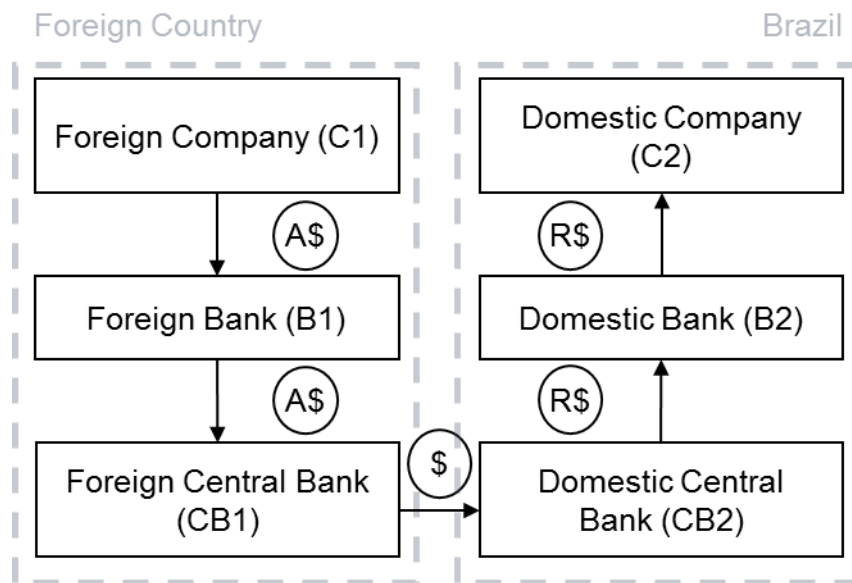 Foreign Country
Brazil
Foreign Company (C1)
Domestic Company
(C2)
A$
R$
Foreign Bank (B1)
Domestic Bank (B2)
A$
R$
$
Foreign Central Bank
(CB1)
Domestic Central
Bank (CB2)